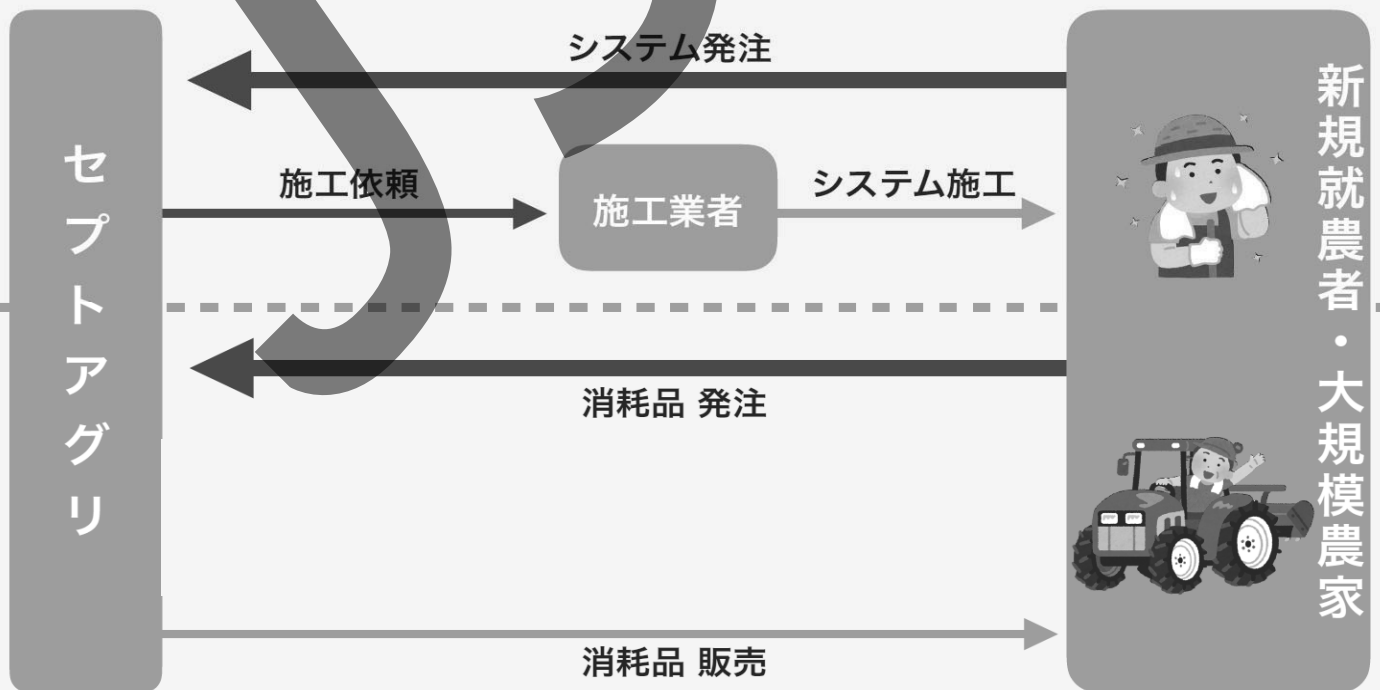 システム発注
セプトアグリ
施工依頼
施工業者
システム施工
新規就農者・大規模農家
消耗品 発注
消耗品 販売